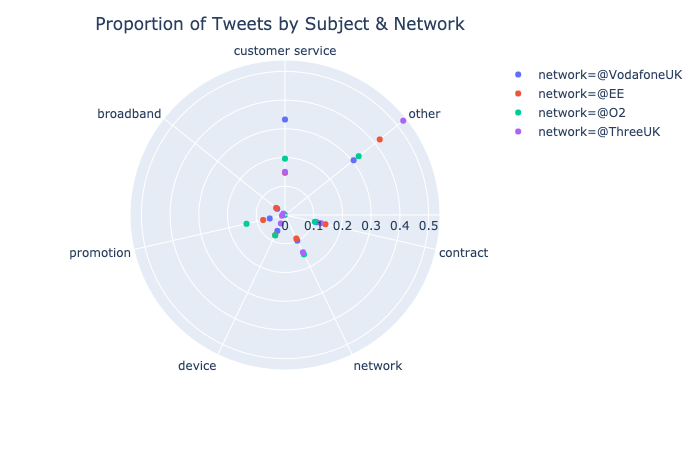 Proportion of Tweets by Subject & Network
customer service
broadband
other
network=@VodafoneUK
network=@EE
network=@O2
network=@ThreeUK
0 0.1 0.2 0.3 0.4 0.5
promotion
contract
device
network